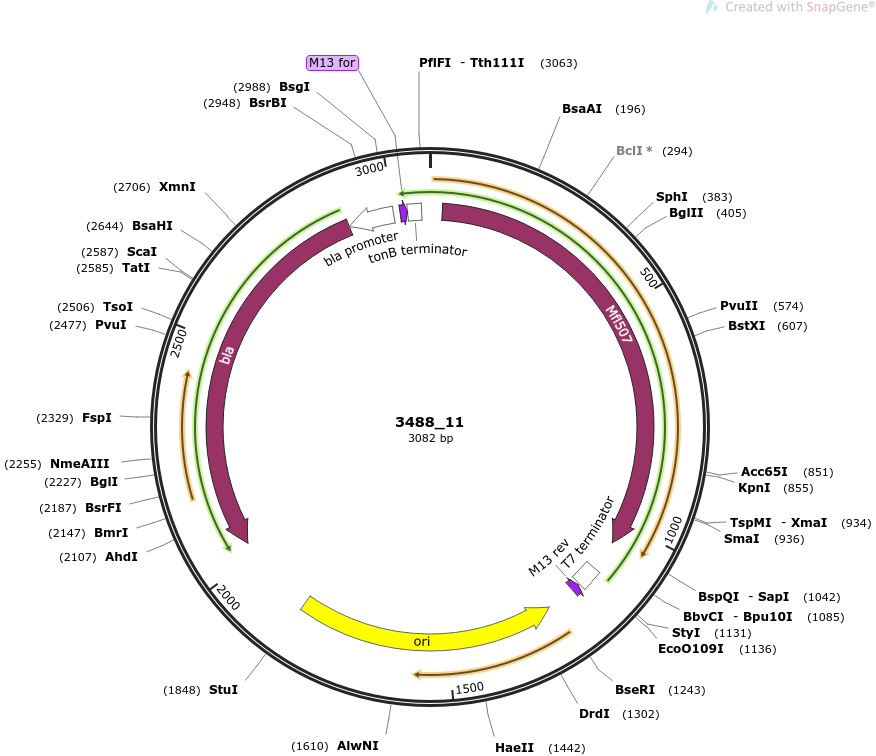 Created with SnapGene®
M13 for
PflFI - Tth111I (3063)
(2988) BsgI
(2948) BsrBI
BsaAI (196)
BclI * (294)
3000
(2706) XmnI
SphI (383)
BglII (405)
(2644) BsaHI
(2587) ScaI
(2585) TatI
bla promoter
tonB terminator
500
(2506) TsoI
(2477) PvuI
PvuII (574)
BstXI (607)
2500
bla
Mfl507
(2329) FspI
3488_11
3082 bp
(2255) NmeAIII
(2227) BglI
(2187) BsrFI
(2147) BmrI
(2107) AhdI
Acc65I (851)
KpnI (855)
TspMI - XmaI (934)
SmaI (936)
1000
M13 rev
T7 terminator
2000
BspQI - SapI (1042)
BbvCI - Bpu10I (1085)
StyI (1131)
EcoO109I (1136)
ori
(1848) StuI
1500
BseRI (1243)
DrdI (1302)
(1610) AlwNI
HaeII (1442)